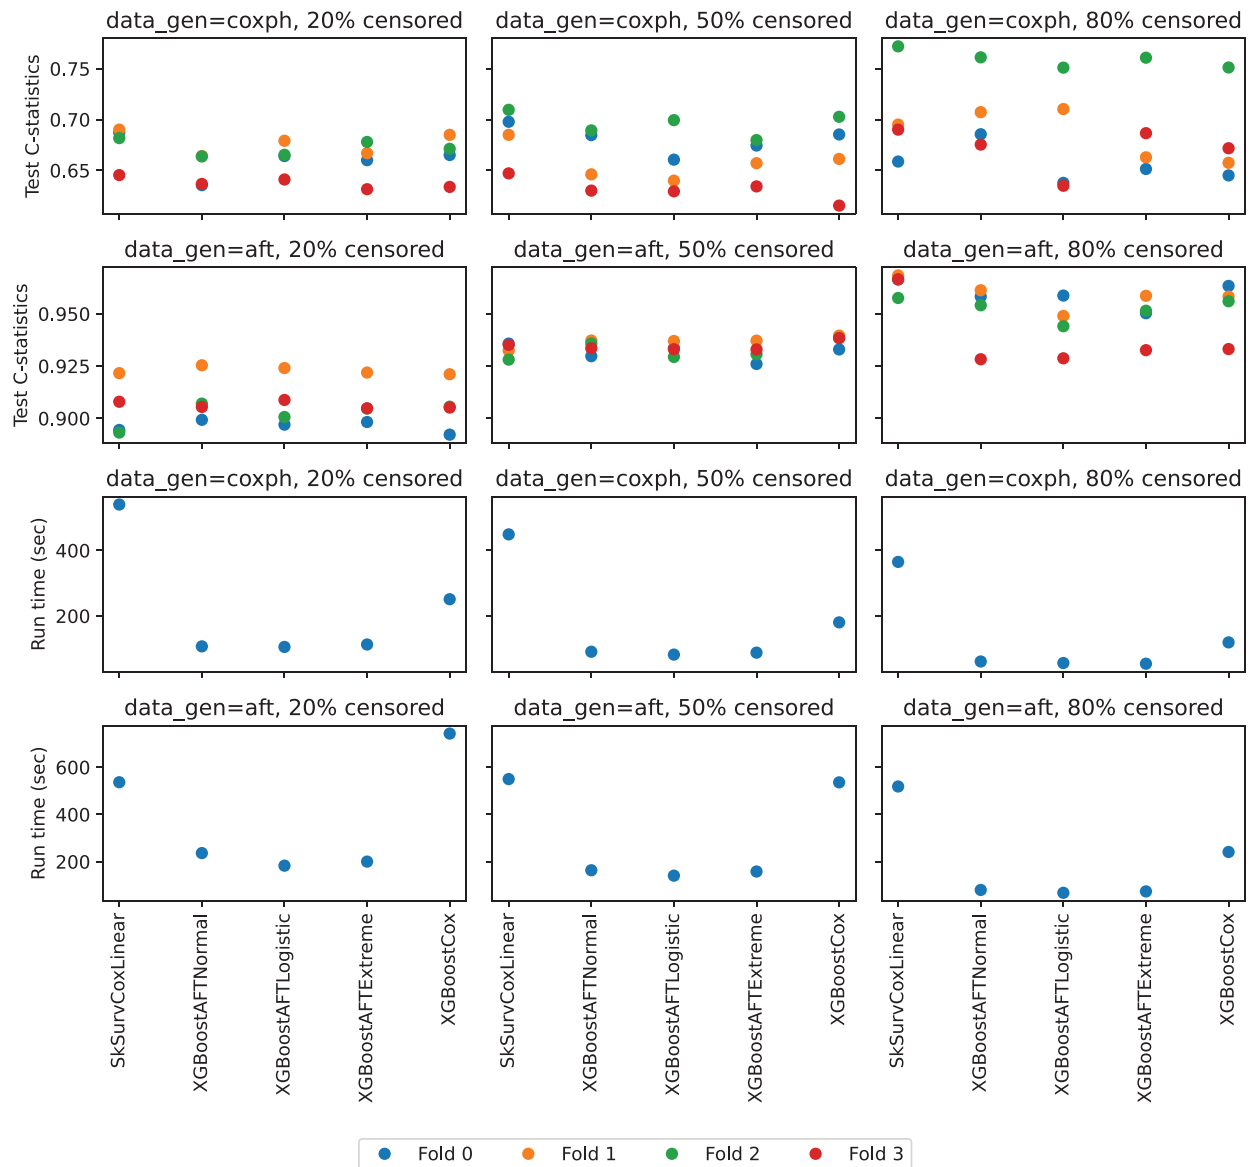 data_gen=coxph, 20% censored
data_gen=coxph, 50% censored
data_gen=coxph, 80% censored
Test C-statistics
0.75
0.70
0.65
data_gen=aft, 20% censored
data_gen=aft, 50% censored
data_gen=aft, 80% censored
Test C-statistics
0.950
0.925
0.900
data_gen=coxph, 20% censored
data_gen=coxph, 50% censored
data_gen=coxph, 80% censored
Run time (sec)
400
200
data_gen=aft, 20% censored
data_gen=aft, 50% censored
data_gen=aft, 80% censored
Run time (sec)
600
400
200
SkSurvCoxLinear
XGBoostAFTNormal
XGBoostAFTLogistic
XGBoostAFTExtreme
XGBoostCox
SkSurvCoxLinear
XGBoostAFTNormal
XGBoostAFTLogistic
XGBoostAFTExtreme
XGBoostCox
SkSurvCoxLinear
XGBoostAFTNormal
XGBoostAFTLogistic
XGBoostAFTExtreme
XGBoostCox
Fold 0
Fold 1
Fold 2
Fold 3